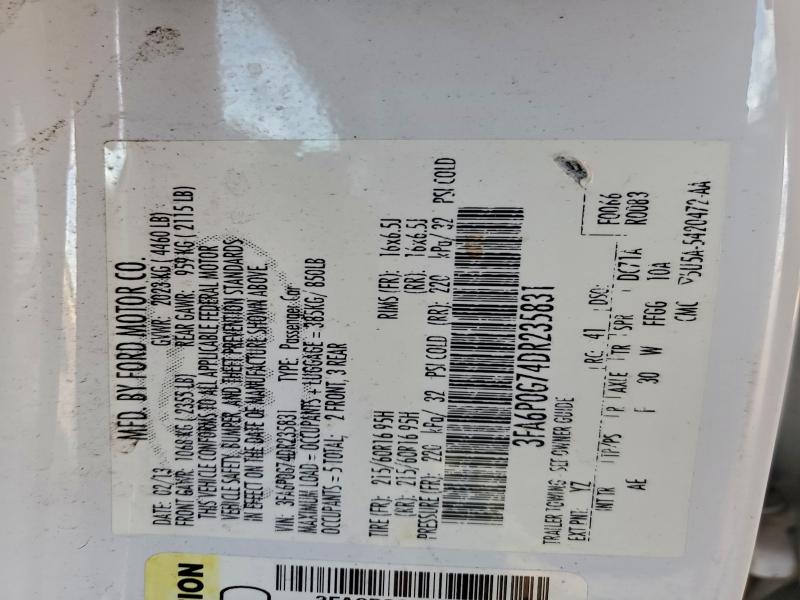 MFD. BY FORD MOTOR CO.
DATE: 02/13 GVWR: 2023 KG ( 4460 LB)
FRONT GAWR: 1068 KG ( 2355 LB) REAR GAWR: 959 KG ( 2115 LB)
THIS VEHICLE CONFORMS TO ALL APPLICABLE FEDERAL MOTOR
VEHICLE SAFETY, BUMPER, AND THEFT PREVENTION STANDARDS
IN EFFECT ON THE DATE OF MANUFACTURE SHOWN ABOVE.
VIN: 3FA6P0G74DR235831 TYPE: Passenger Car
MAXIMUM LOAD = OCCUPANTS + LUGGAGE = 385KG/ 850LB
OCCUPANTS = 5 TOTAL; 2 FRONT, 3 REAR
TIRE (FR): 215/60R16 95H RIMS (FR): 16x6.5J
(RR): 215/60R16 95H (RR): 16x6.5J
PRESSURE (FR): 220 kPa/ 32 PSI COLD (RR): 220 kPa/ 32 PSI COLD
3FA6P0G74DR235831
TRAILER TOWING - SEE OWNER GUIDE
F0066
EXT PNT: YZ RC: 41 DSO: R0083
INT TR TP/PS R AXLE TR SPR DC71A
AE F 30 W FFGG 10A
CMC 5U5A-5420472-AA
TION